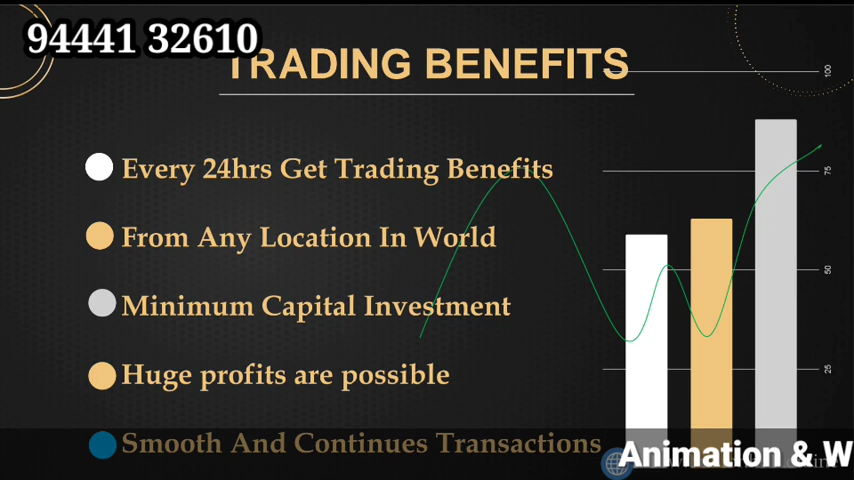 94441 32610
TRADING BENEFITS
100
Every 24hrs Get Trading Benefits
75
From Any Location In World
50
Minimum Capital Investment
Huge profits are possible
25
Smooth And Continues Transactions
Animation & W